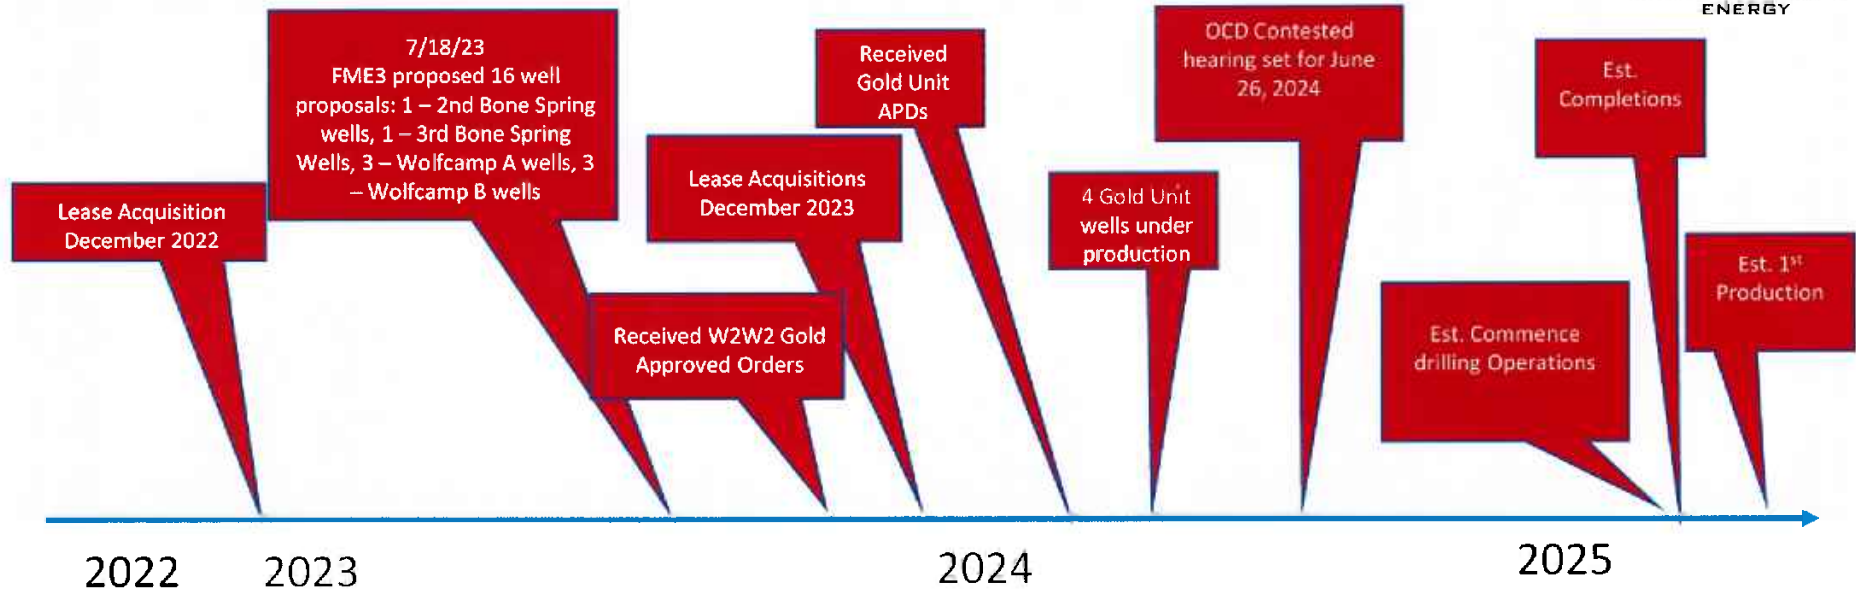 ENERGY
7/18/23
FME3 proposed 16 well
proposals: 1 – 2nd Bone Spring
wells, 1 – 3rd Bone Spring
Wells, 3 – Wolfcamp A wells, 3
– Wolfcamp B wells
Received
Gold Unit
APDs
OCD Contested
hearing set for June
26, 2024
Est.
Completions
Lease Acquisition
December 2022
Lease Acquisitions
December 2023
4 Gold Unit
wells under
production
Est. 1st
Production
Received W2W2 Gold
Approved Orders
Est. Commence
drilling Operations
2022
2023
2024
2025